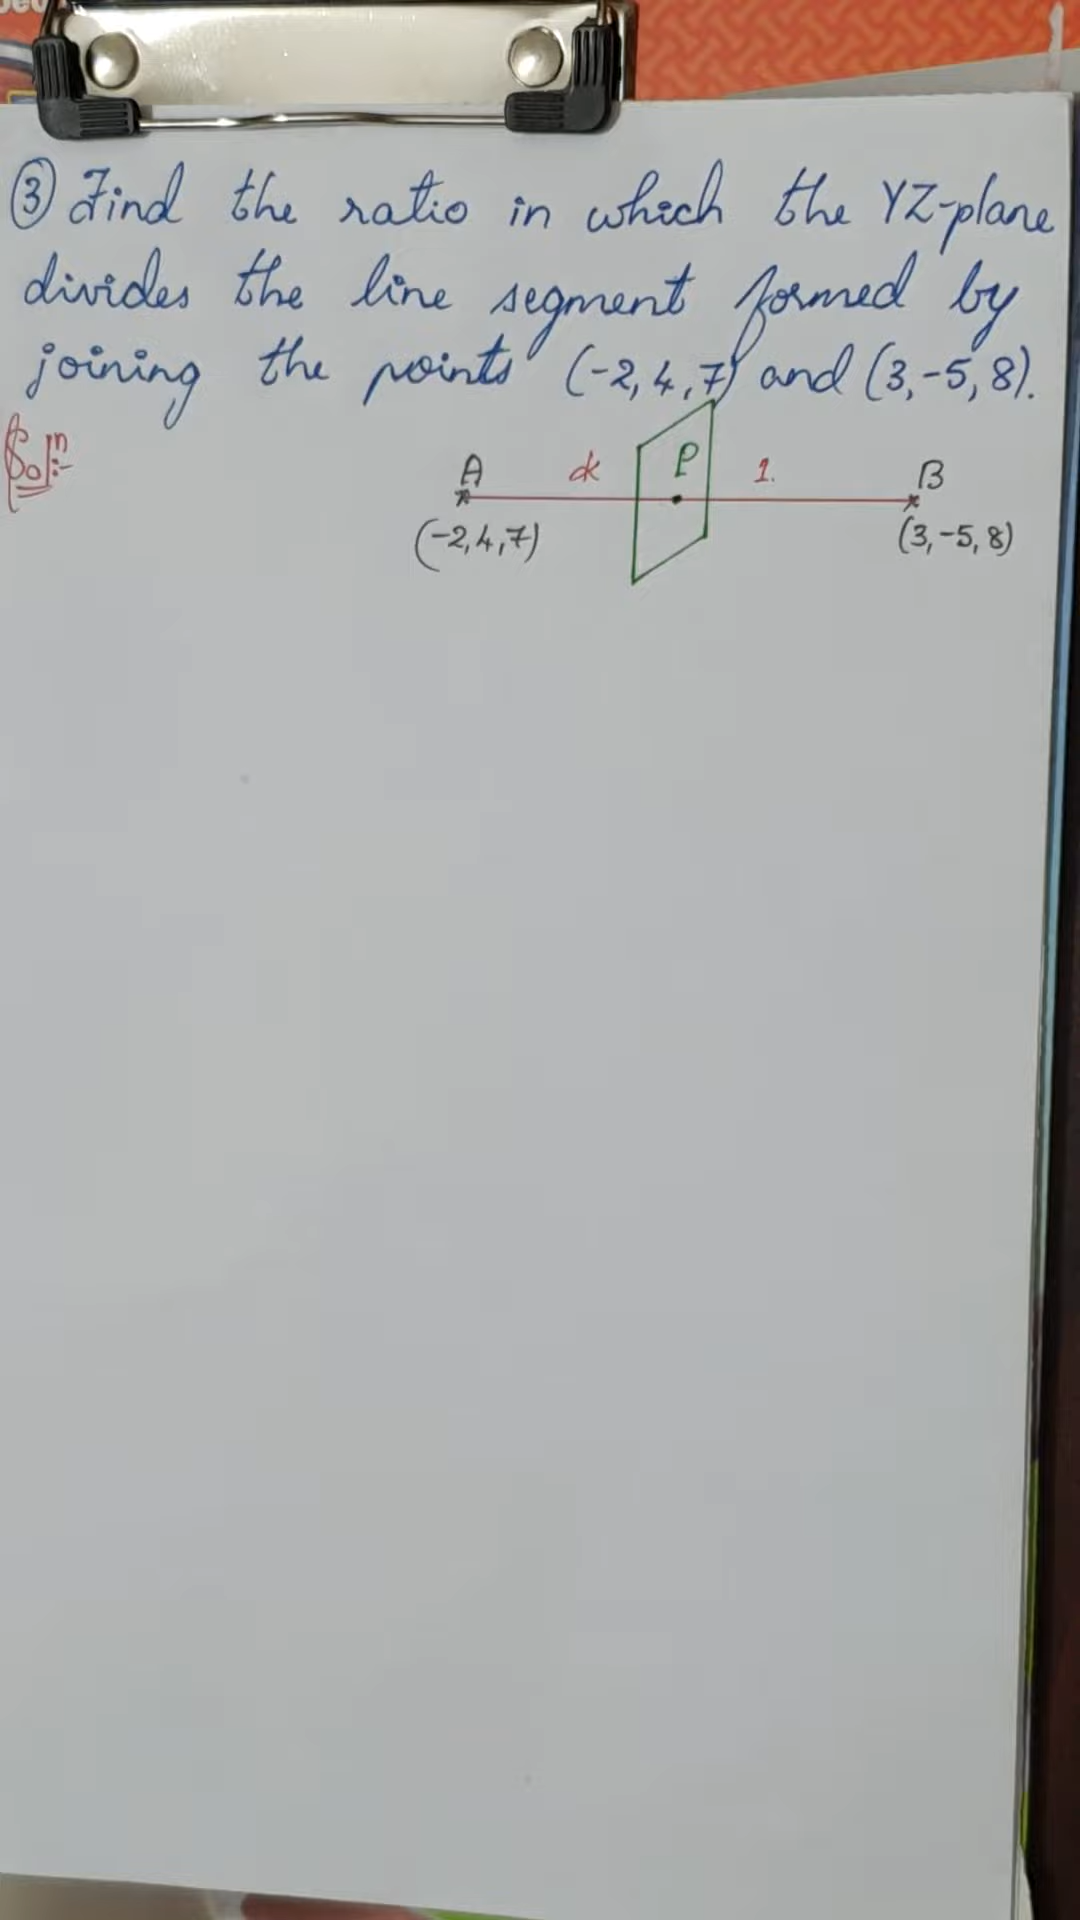 ③ Find the ratio in which the YZ-plane
divides the line segment formed by
joining the points (-2,4,7) and (3,-5,8).
Solⁿ:-
A k P 1. B
(-2,4,7) (3,-5,8)